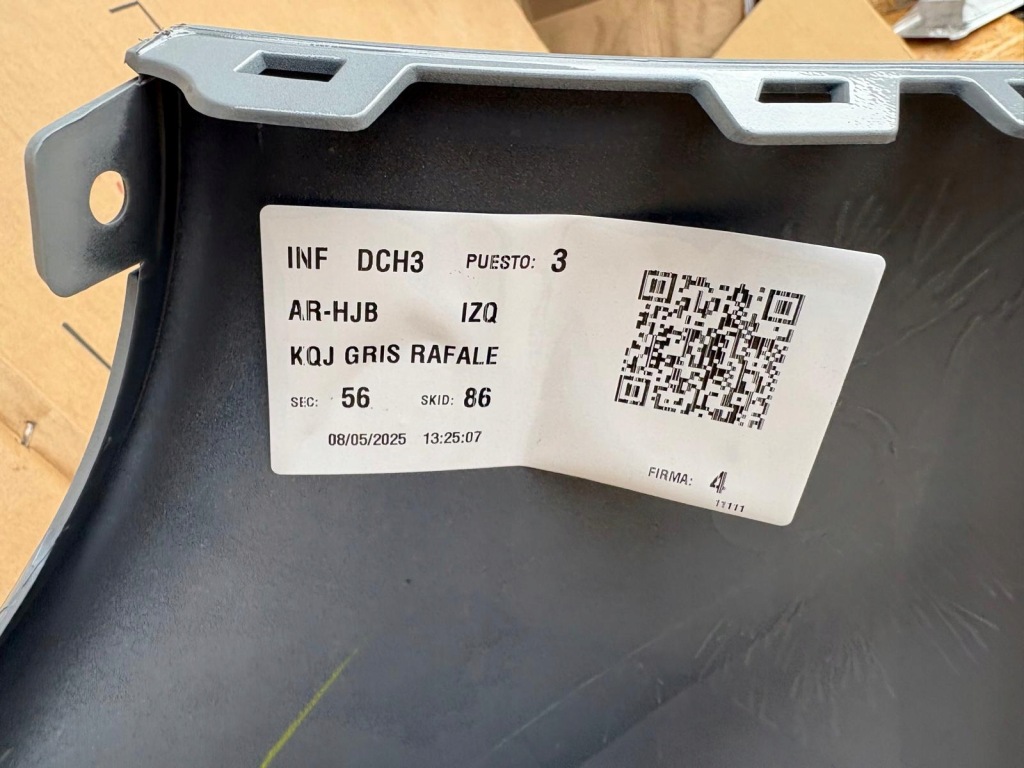 INF DCH3 PUESTO: 3
AR-HJB IZQ
KQJ GRIS RAFALE
SEC: 56 SKID: 86
08/05/2025 13:25:07
FIRMA: 4
11111